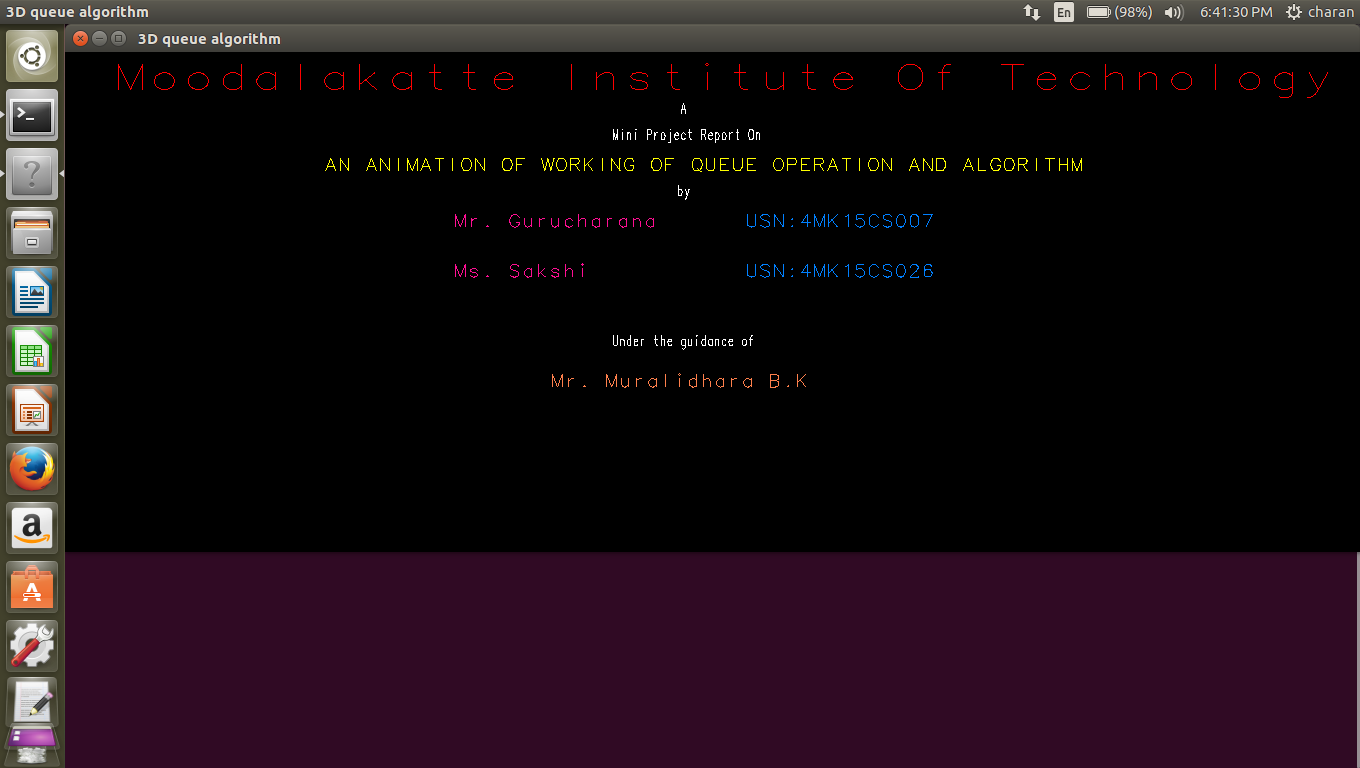 3D queue algorithm
En (98%) 6:41:30 PM charan
3D queue algorithm
Moodalakatte Institute Of Technology
A
Mini Project Report On
AN ANIMATION OF WORKING OF QUEUE OPERATION AND ALGORITHM
by
Mr. Gurucharana USN:4MK15CS007
Ms. Sakshi USN:4MK15CS026
Under the guidance of
Mr. Muralidhara B.K